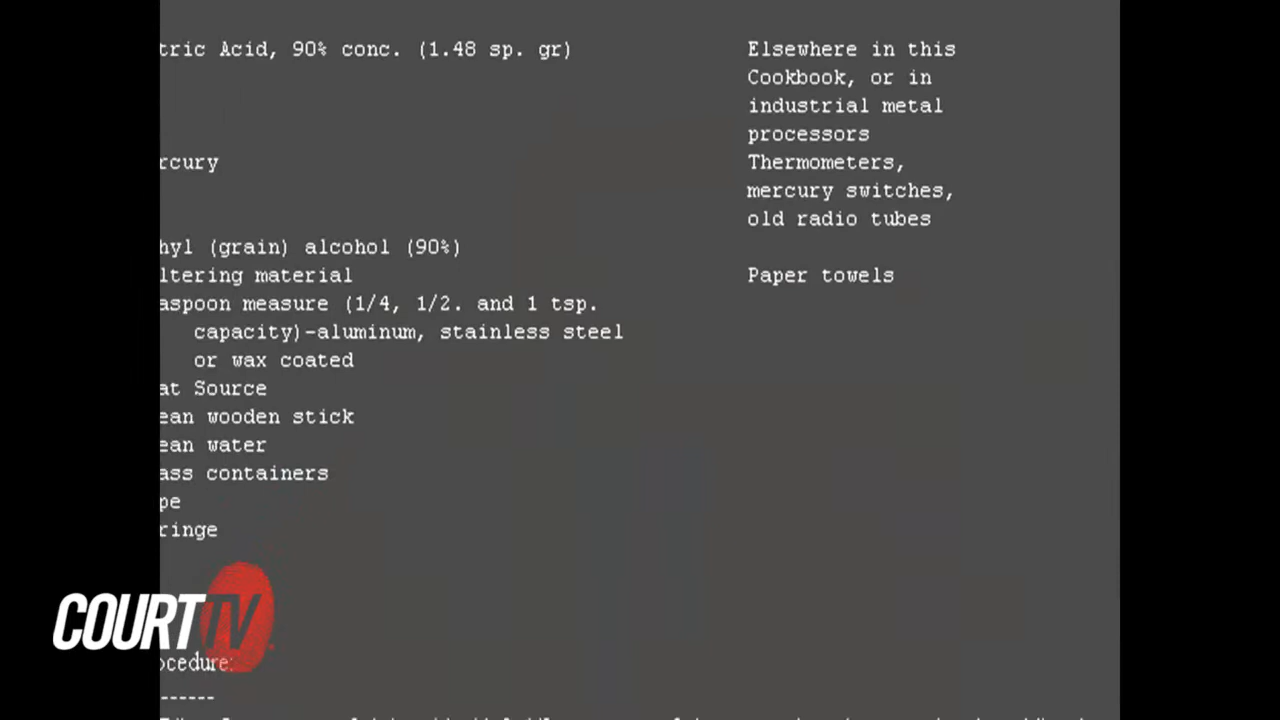 tric Acid, 90% conc. (1.48 sp. gr) Elsewhere in this
Cookbook, or in
industrial metal
processors
rcury Thermometers,
mercury switches,
old radio tubes
hyl (grain) alcohol (90%)
ltering material Paper towels
aspoon measure (1/4, 1/2. and 1 tsp.
capacity)-aluminum, stainless steel
or wax coated
at Source
ean wooden stick
ean water
ass containers
pe
ringe
COURT TV
ocedure:
------